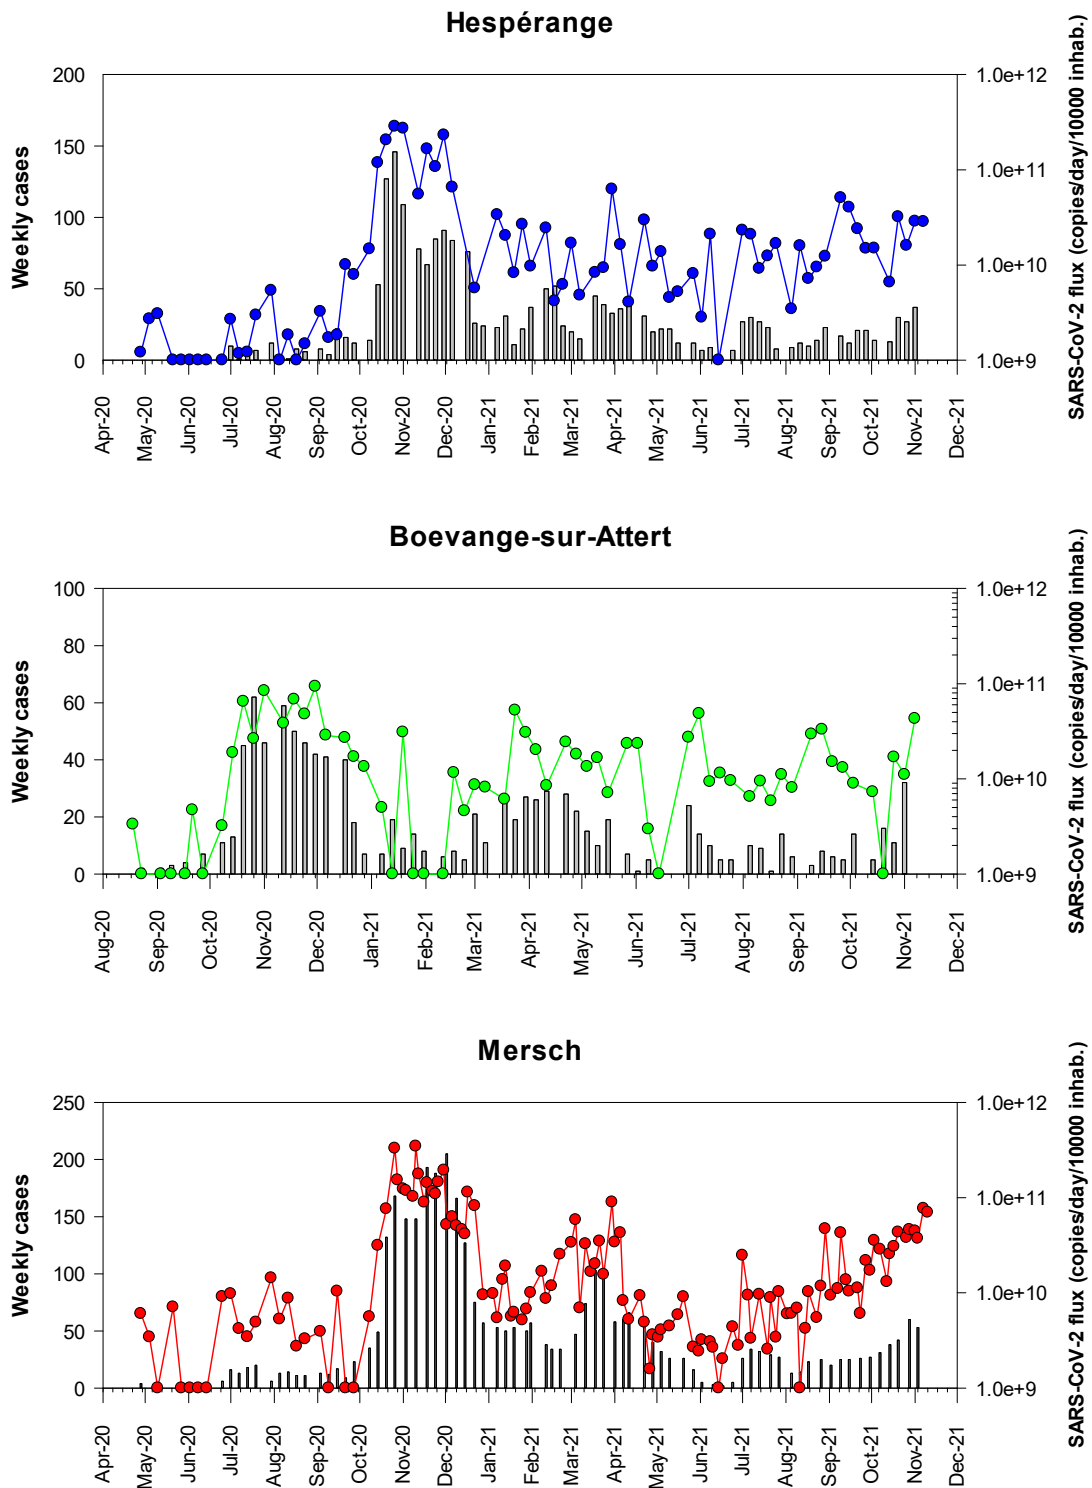 Hespérange
Weekly cases
SARS-CoV-2 flux (copies/day/10000 inhab.)
200
150
100
50
0
1.0e+12
1.0e+11
1.0e+10
1.0e+9
Apr-20
May-20
Jun-20
Jul-20
Aug-20
Sep-20
Oct-20
Nov-20
Dec-20
Jan-21
Feb-21
Mar-21
Apr-21
May-21
Jun-21
Jul-21
Aug-21
Sep-21
Oct-21
Nov-21
Dec-21
Boevange-sur-Attert
Weekly cases
SARS-CoV-2 flux (copies/day/10000 inhab.)
100
80
60
40
20
0
1.0e+12
1.0e+11
1.0e+10
1.0e+9
Aug-20
Sep-20
Oct-20
Nov-20
Dec-20
Jan-21
Feb-21
Mar-21
Apr-21
May-21
Jun-21
Jul-21
Aug-21
Sep-21
Oct-21
Nov-21
Dec-21
Mersch
Weekly cases
SARS-CoV-2 flux (copies/day/10000 inhab.)
250
200
150
100
50
0
1.0e+12
1.0e+11
1.0e+10
1.0e+9
Apr-20
May-20
Jun-20
Jul-20
Aug-20
Sep-20
Oct-20
Nov-20
Dec-20
Jan-21
Feb-21
Mar-21
Apr-21
May-21
Jun-21
Jul-21
Aug-21
Sep-21
Oct-21
Nov-21
Dec-21